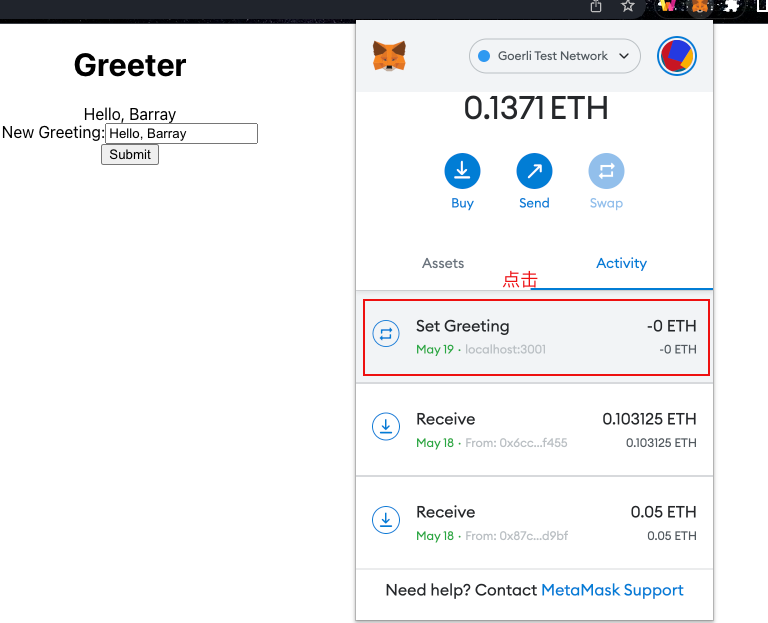 Greeter
Hello, Barray
New Greeting: Hello, Barray
Submit
Goerli Test Network
0.1371 ETH
Buy Send Swap
Assets Activity
点击
Set Greeting -0 ETH
May 19 · localhost:3001 -0 ETH
Receive 0.103125 ETH
May 18 · From: 0x6cc...f455 0.103125 ETH
Receive 0.05 ETH
May 18 · From: 0x87c...d9bf 0.05 ETH
Need help? Contact MetaMask Support